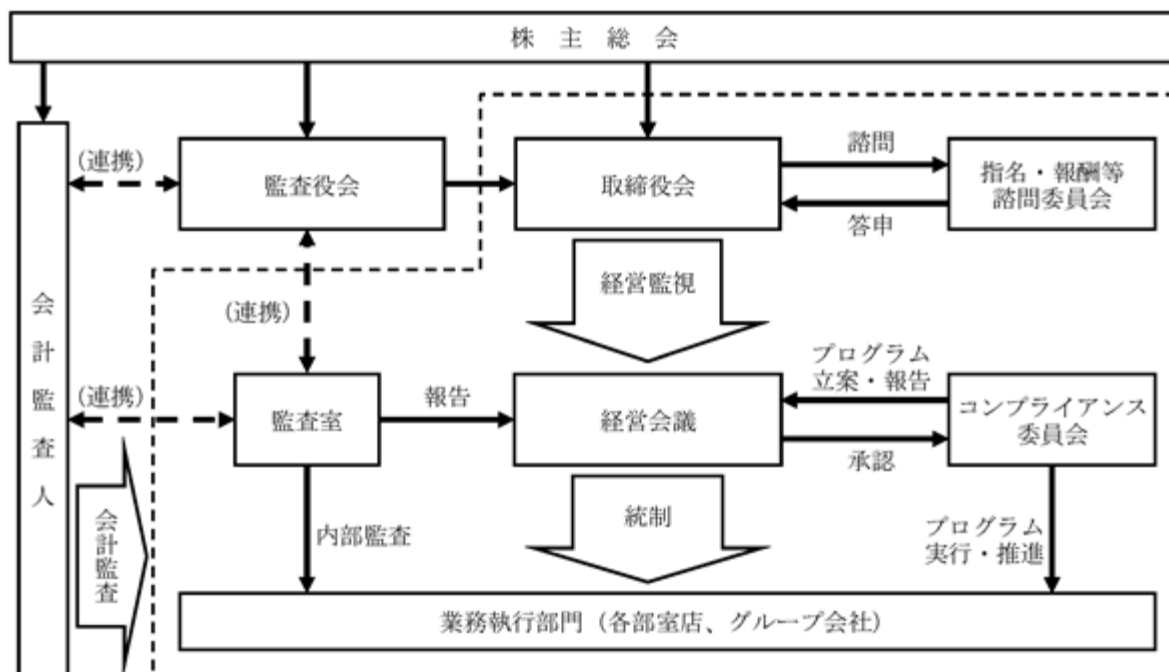 株主総会
(連携)
監査役会
取締役会
諮問
答申
指名・報酬等
諮問委員会
会計監査人
(連携)
経営監視
(連携)
監査室
報告
経営会議
プログラム
立案・報告
承認
コンプライアンス
委員会
会計監査
内部監査
統制
プログラム
実行・推進
業務執行部門(各部室店、グループ会社)